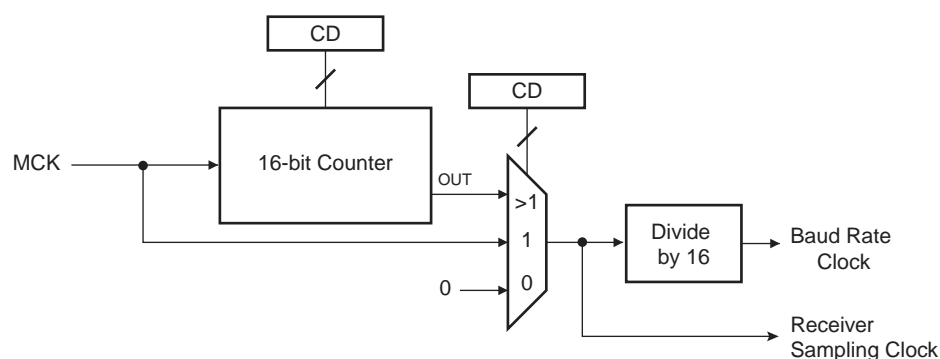 CD
CD
MCK
16-bit Counter
OUT
>1
1
0
0
Divide
by 16
Baud Rate
Clock
Receiver
Sampling Clock